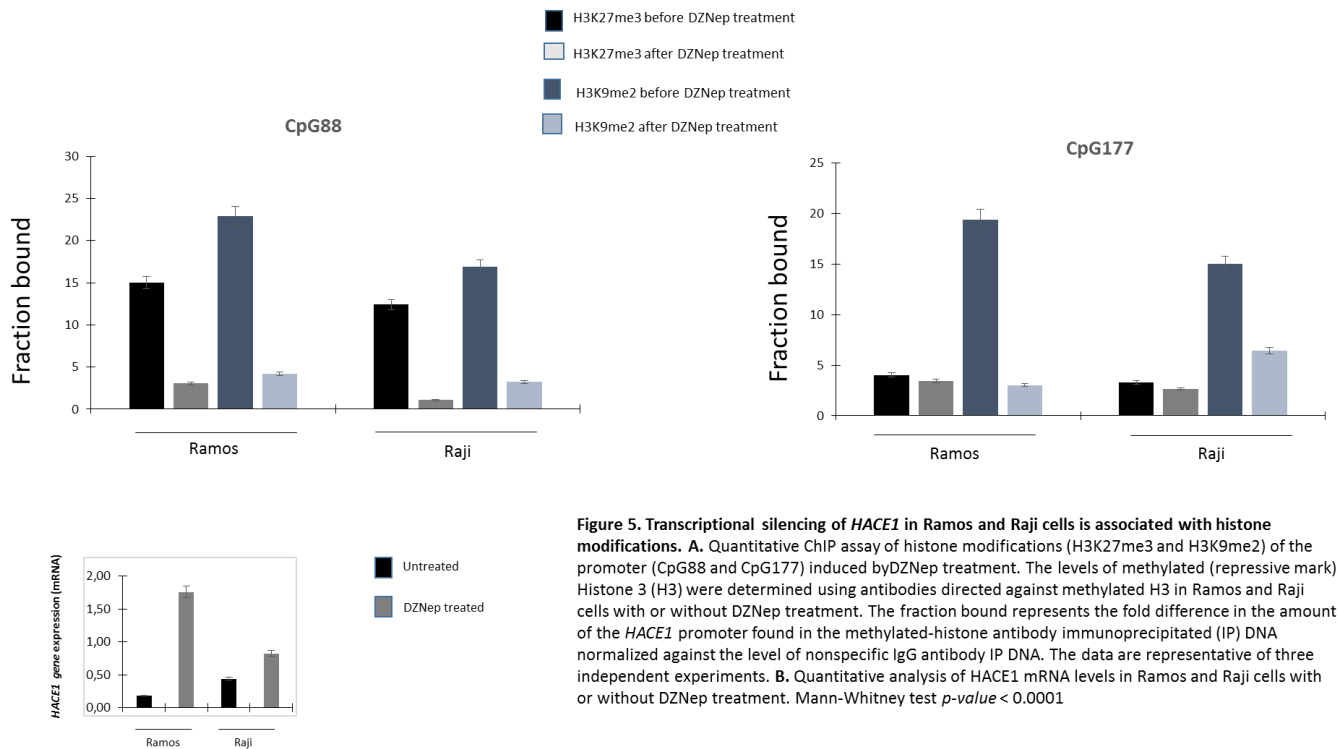 H3K27me3 before DZNep treatment
H3K27me3 after DZNep treatment
H3K9me2 before DZNep treatment
H3K9me2 after DZNep treatment
CpG88
30
25
20
15
10
5
0
Fraction bound
Ramos
Raji
CpG177
25
20
15
10
5
0
Fraction bound
Ramos
Raji
HACE1 gene expression (mRNA)
2,00
1,50
1,00
0,50
0,00
Ramos
Raji
Untreated
DZNep treated
Figure 5. Transcriptional silencing of HACE1 in Ramos and Raji cells is associated with histone
modifications. A. Quantitative ChIP assay of histone modifications (H3K27me3 and H3K9me2) of the
promoter (CpG88 and CpG177) induced byDZNep treatment. The levels of methylated (repressive mark)
Histone 3 (H3) were determined using antibodies directed against methylated H3 in Ramos and Raji
cells with or without DZNep treatment. The fraction bound represents the fold difference in the amount
of the HACE1 promoter found in the methylated-histone antibody immunoprecipitated (IP) DNA
normalized against the level of nonspecific IgG antibody IP DNA. The data are representative of three
independent experiments. B. Quantitative analysis of HACE1 mRNA levels in Ramos and Raji cells with
or without DZNep treatment. Mann-Whitney test p-value < 0.0001